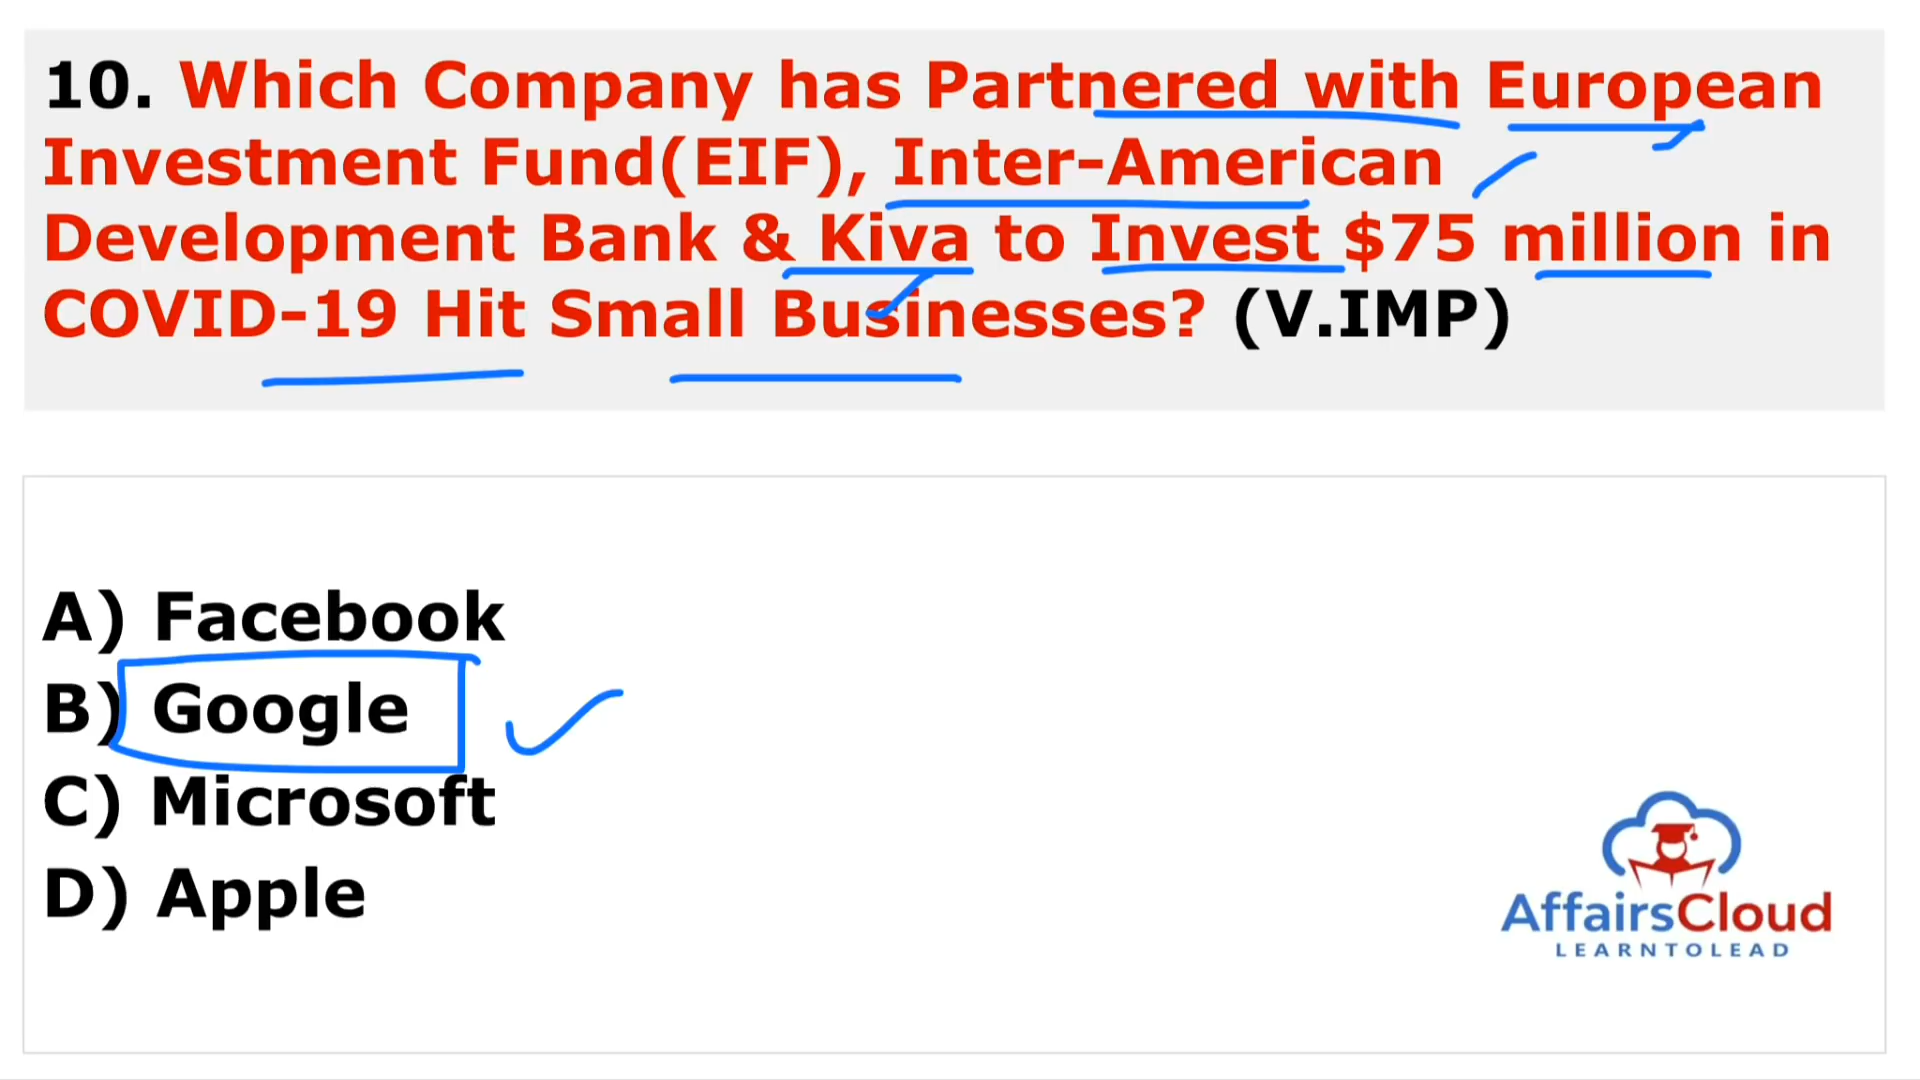 10. Which Company has Partnered with European
Investment Fund(EIF), Inter-American
Development Bank & Kiva to Invest $75 million in
COVID-19 Hit Small Businesses? (V.IMP)
A) Facebook
B) Google
C) Microsoft
D) Apple
AffairsCloud
LEARNTOLEAD